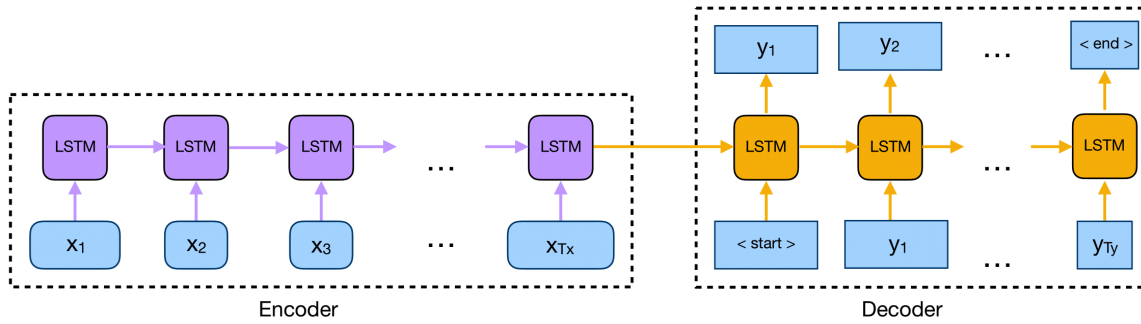 y1 y2 ... < end >
LSTM LSTM LSTM ... LSTM LSTM LSTM ... LSTM
x1 x2 x3 ... xTx < start > y1 ... yTy
Encoder Decoder